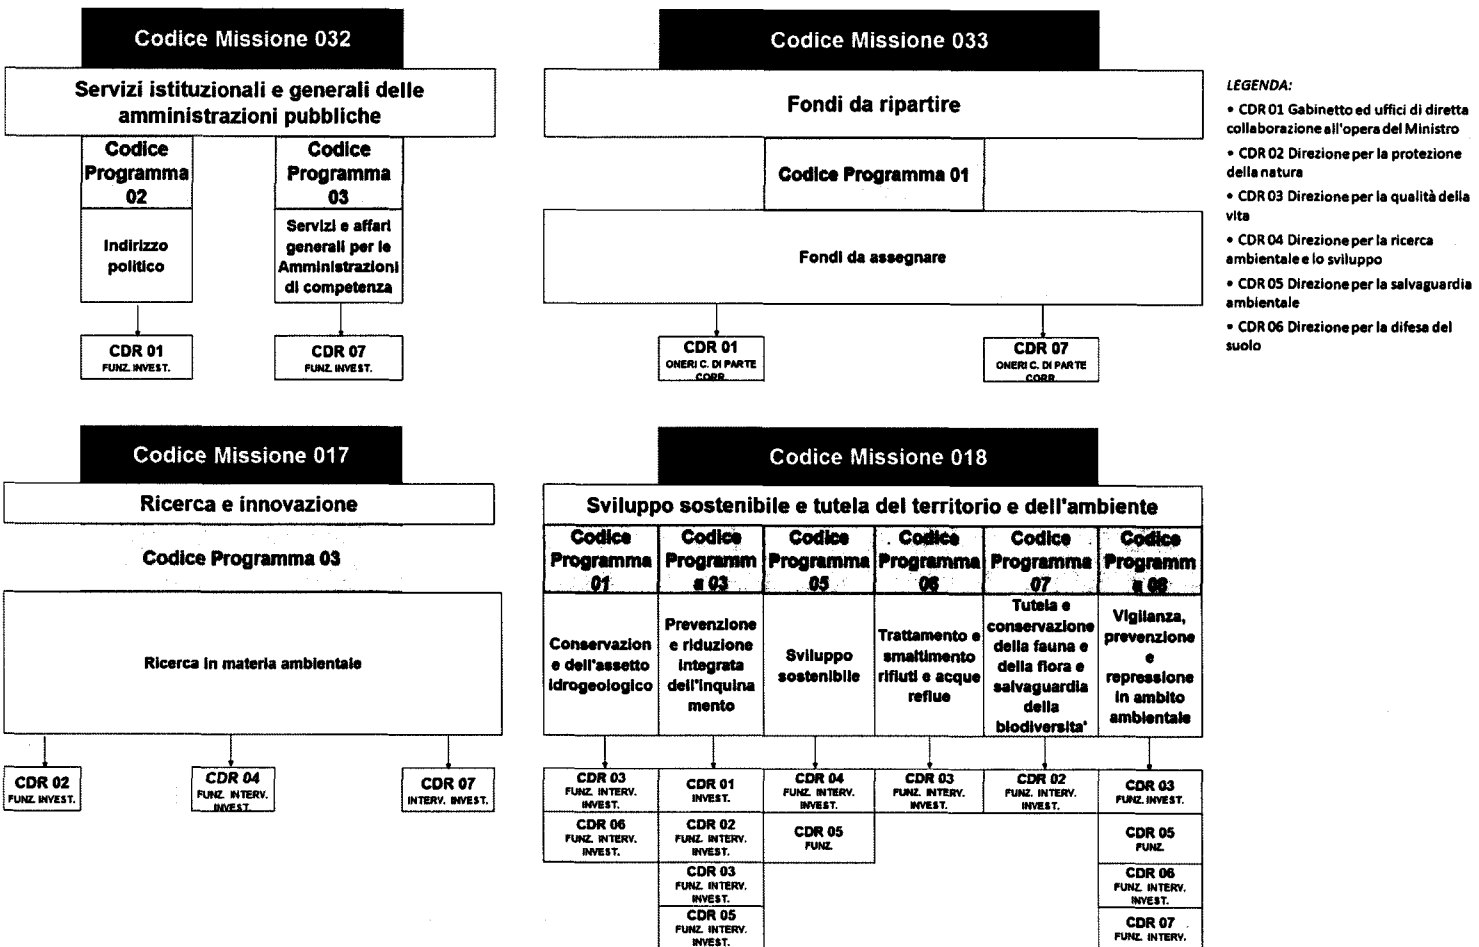 Codice Missione 032
Servizi istituzionali e generali delle
amministrazioni pubbliche
Codice
Programma
02
Indirizzo
politico
CDR 01
FUNZ. INVEST.
Codice
Programma
03
Servizi e affari
generali per le
Amministrazioni
di competenza
CDR 07
FUNZ. INVEST.
Codice Missione 033
Fondi da ripartire
Codice Programma 01
Fondi da assegnare
CDR 01
ONERI C. DI PARTE
CORR.
CDR 07
ONERI C. DI PARTE
CORR.
LEGENDA:
• CDR 01 Gabinetto ed uffici di diretta
collaborazione all'opera del Ministro
• CDR 02 Direzione per la protezione
della natura
• CDR 03 Direzione per la qualità della
vita
• CDR 04 Direzione per la ricerca
ambientale e lo sviluppo
• CDR 05 Direzione per la salvaguardia
ambientale
• CDR 06 Direzione per la difesa del
suolo
Codice Missione 017
Ricerca e innovazione
Codice Programma 03
Ricerca in materia ambientale
CDR 02
FUNZ. INVEST.
CDR 04
FUNZ. INTERV.
INVEST.
CDR 07
INTERV. INVEST.
Codice Missione 018
Sviluppo sostenibile e tutela del territorio e dell'ambiente
Codice
Programma
01
Conservazion
e dell'assetto
idrogeologico
CDR 03
FUNZ. INTERV.
INVEST.
CDR 06
FUNZ. INTERV.
INVEST.
Codice
Programm
a 03
Prevenzione
e riduzione
integrata
dell'inquina
mento
CDR 01
INVEST.
CDR 02
FUNZ. INTERV.
INVEST.
CDR 03
FUNZ. INTERV.
INVEST.
CDR 05
FUNZ. INTERV.
INVEST.
Codice
Programma
05
Sviluppo
sostenibile
CDR 04
FUNZ. INTERV.
INVEST.
CDR 05
FUNZ.
Codice
Programma
06
Trattamento e
smaltimento
rifiuti e acque
reflue
CDR 03
FUNZ. INTERV.
INVEST.
Codice
Programma
07
Tutela e
conservazione
della fauna e
della flora e
salvaguardia
della
biodiversita'
CDR 02
FUNZ. INTERV.
INVEST.
Codice
Programm
a 08
Vigilanza,
prevenzione
e
repressione
in ambito
ambientale
CDR 03
FUNZ. INVEST.
CDR 05
FUNZ.
CDR 06
FUNZ. INTERV.
INVEST.
CDR 07
FUNZ. INTERV.